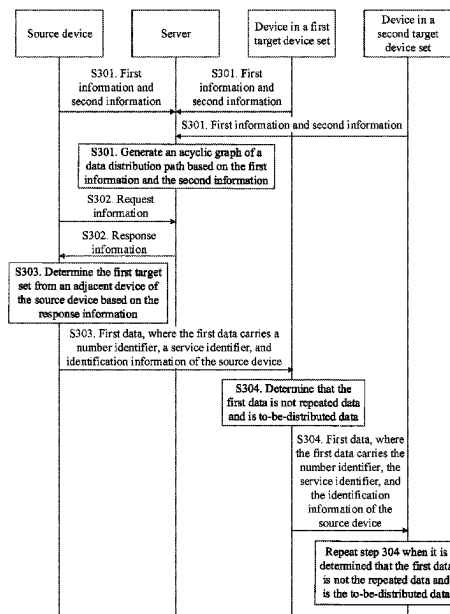 Source device
Server
Device in a first
target device set
Device in a
second target
device set
S301. First
information and
second information
S301. First
information and
second information
S301. First information and second information
S301. Generate an acyclic graph of a
data distribution path based on the first
information and the second information
S302. Request
information
S302. Response
information
S303. Determine the first target
set from an adjacent device of
the source device based on the
response information
S303. First data, where the first data carries a
number identifier, a service identifier, and
identification information of the source device
S304. Determine that the
first data is not repeated data
and is to-be-distributed data
S304. First data, where
the first data carries the
number identifier, the
service identifier, and
the identification
information of the
source device
Repeat step 304 when it is
determined that the first data
is not the repeated data and
is the to-be-distributed data